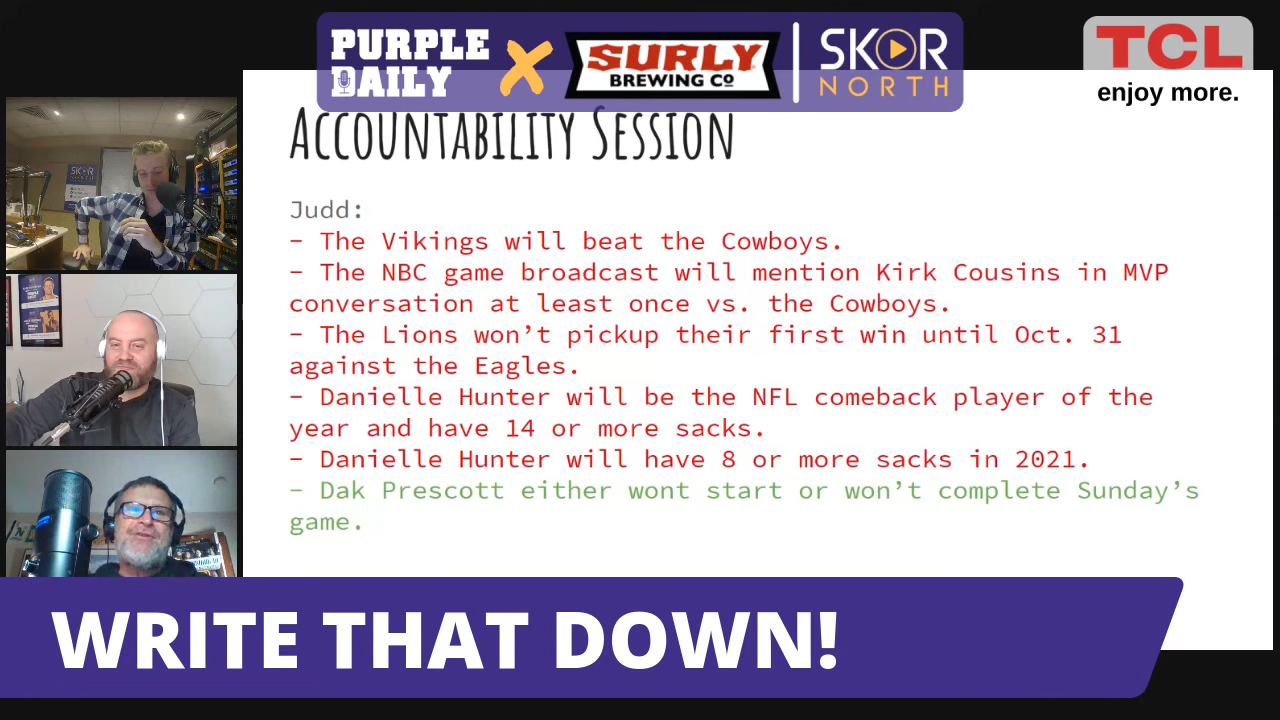 PURPLE
DAILY
X
SURLY
BREWING CO
SKOR
NORTH
TCL
enjoy more.
ACCOUNTABILITY SESSION
Judd:
- The Vikings will beat the Cowboys.
- The NBC game broadcast will mention Kirk Cousins in MVP
conversation at least once vs. the Cowboys.
- The Lions won't pickup their first win until Oct. 31
against the Eagles.
- Danielle Hunter will be the NFL comeback player of the
year and have 14 or more sacks.
- Danielle Hunter will have 8 or more sacks in 2021.
- Dak Prescott either wont start or won't complete Sunday's
game.
SKOR
NORTH
WRITE THAT DOWN!